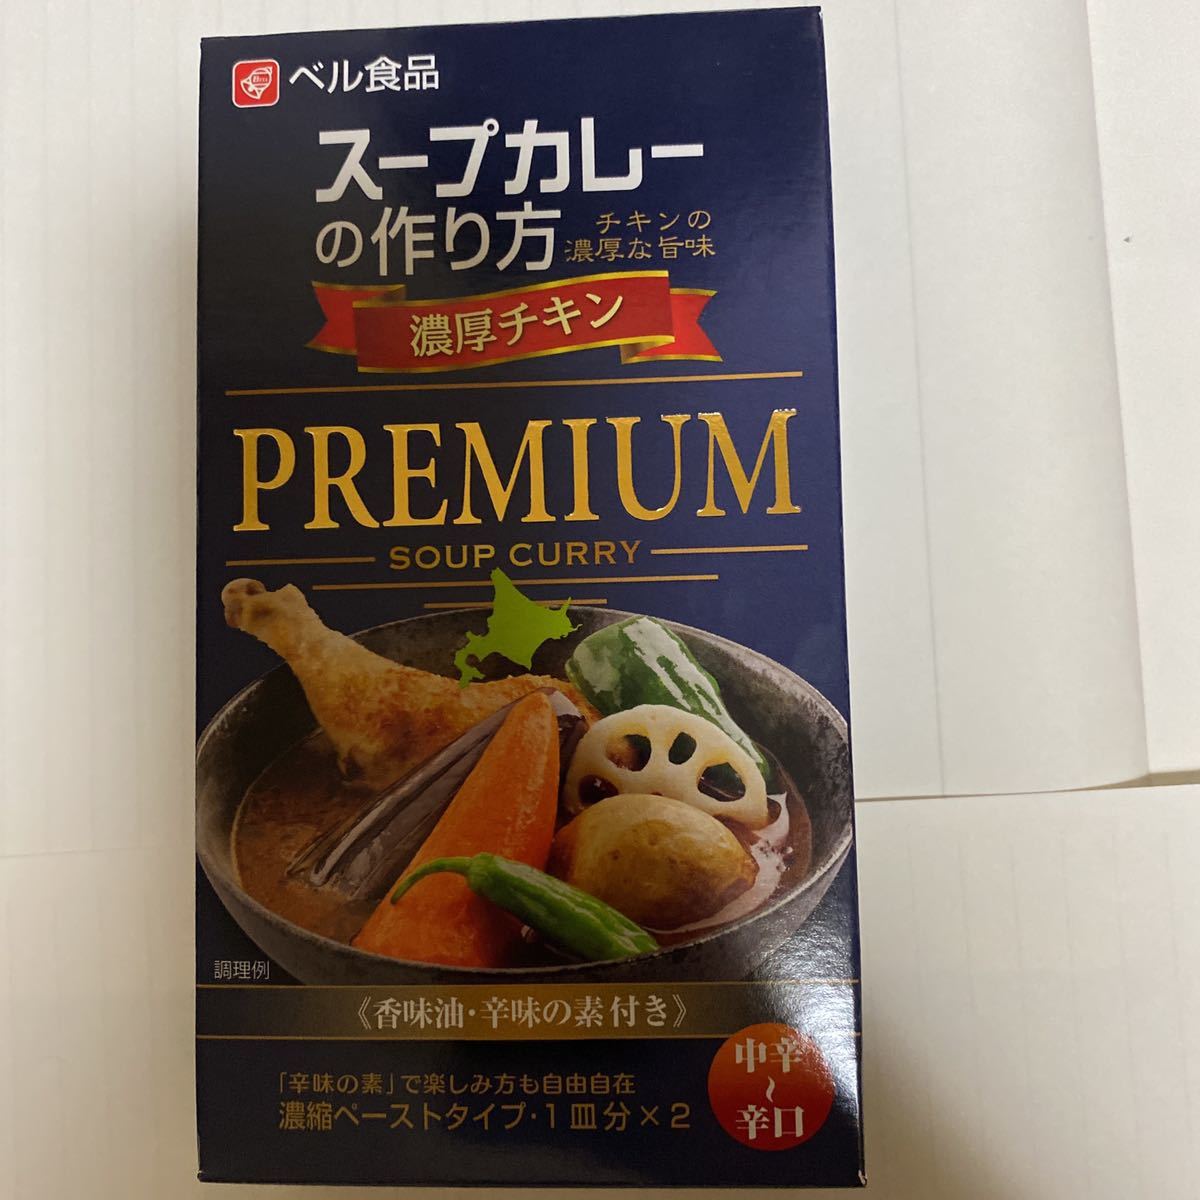 ベル食品
スープカレー
の作り方
チキンの
濃厚な旨味
濃厚チキン
PREMIUM
SOUP CURRY
調理例
《香味油・辛味の素付き》
「辛味の素」で楽しみ方も自由自在
濃縮ペーストタイプ・1皿分×2
中辛
～
辛口